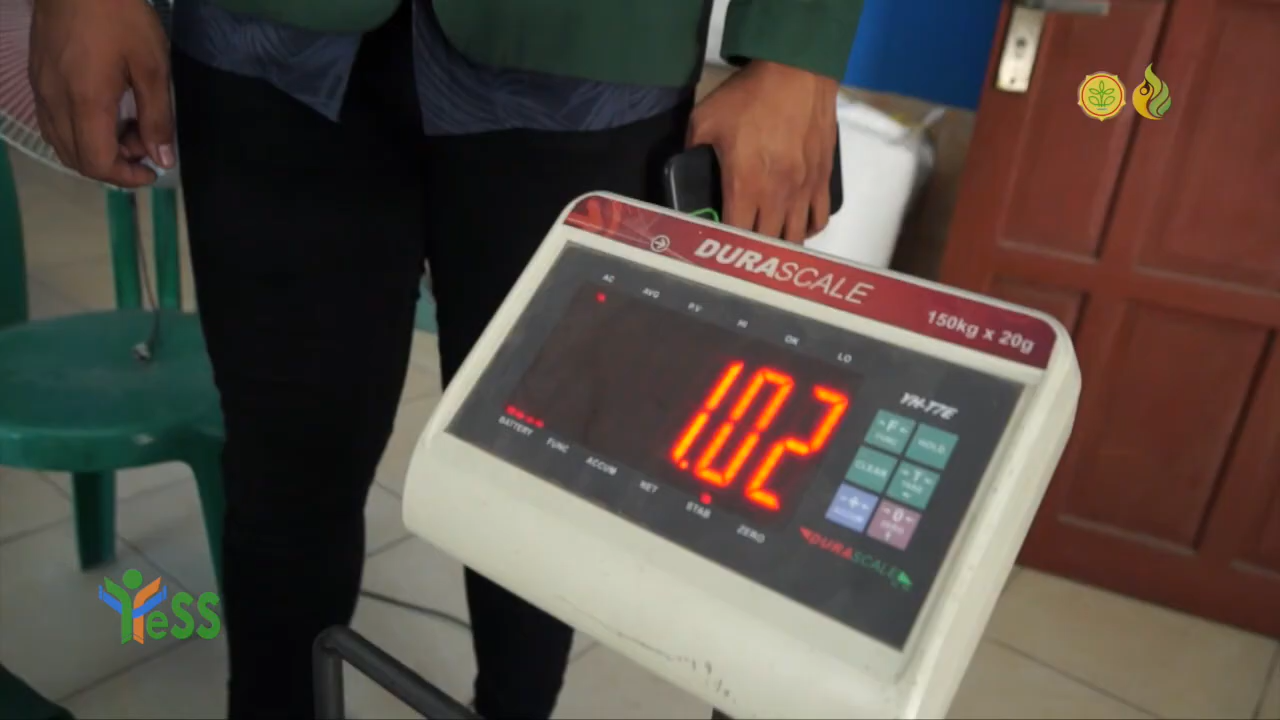 DURASCALE
150kg x 20g
AC AVG PV HI OK LO
1.02
YH-T7E
F
HOLD
CLEAR
T
0
BATTERY FUNC ACCUM NET STAB ZERO
DURASCALE
YESS